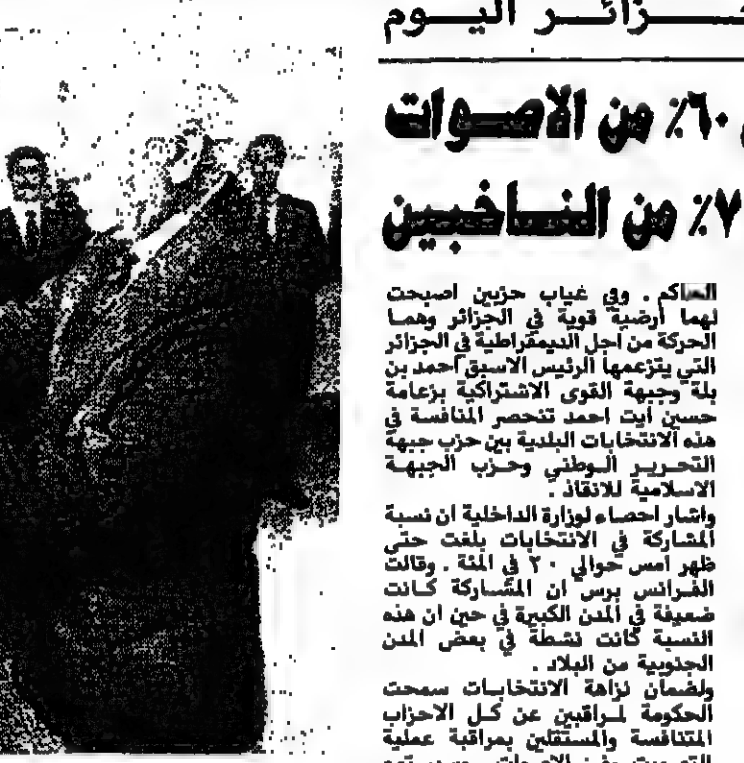 ـزائـر اليـوم
٦٠٪ من الاصوات
٧٪ من الناخبين
الحاكم . وفي غياب حزبين اصبحت
لهما أرضية قوية في الجزائر وهما
الحركة من اجل الديمقراطية في الجزائر
التي يتزعمها الرئيس الاسبق احمد بن
بلة وجبهة القوى الاشتراكية بزعامة
حسين ايت احمد تنحصر المنافسة في
هذه الانتخابات البلدية بين حزب جبهة
التحرير الوطني وحزب الجبهة
الاسلامية للانقاذ .
واشار احصاء لوزارة الداخلية ان نسبة
المشاركة في الانتخابات بلغت حتى
ظهر امس حوالي ٢٠ في المئة . وقالت
الفرانس برس ان المشاركة كانت
ضعيفة في المدن الكبيرة في حين ان هذه
النسبة كانت نشطة في بعض المدن
الجنوبية من البلاد .
ولضمان نزاهة الانتخابات سمحت
الحكومة لمراقبين عن كل الاحزاب
المتنافسة والمستقلين بمراقبة عملية